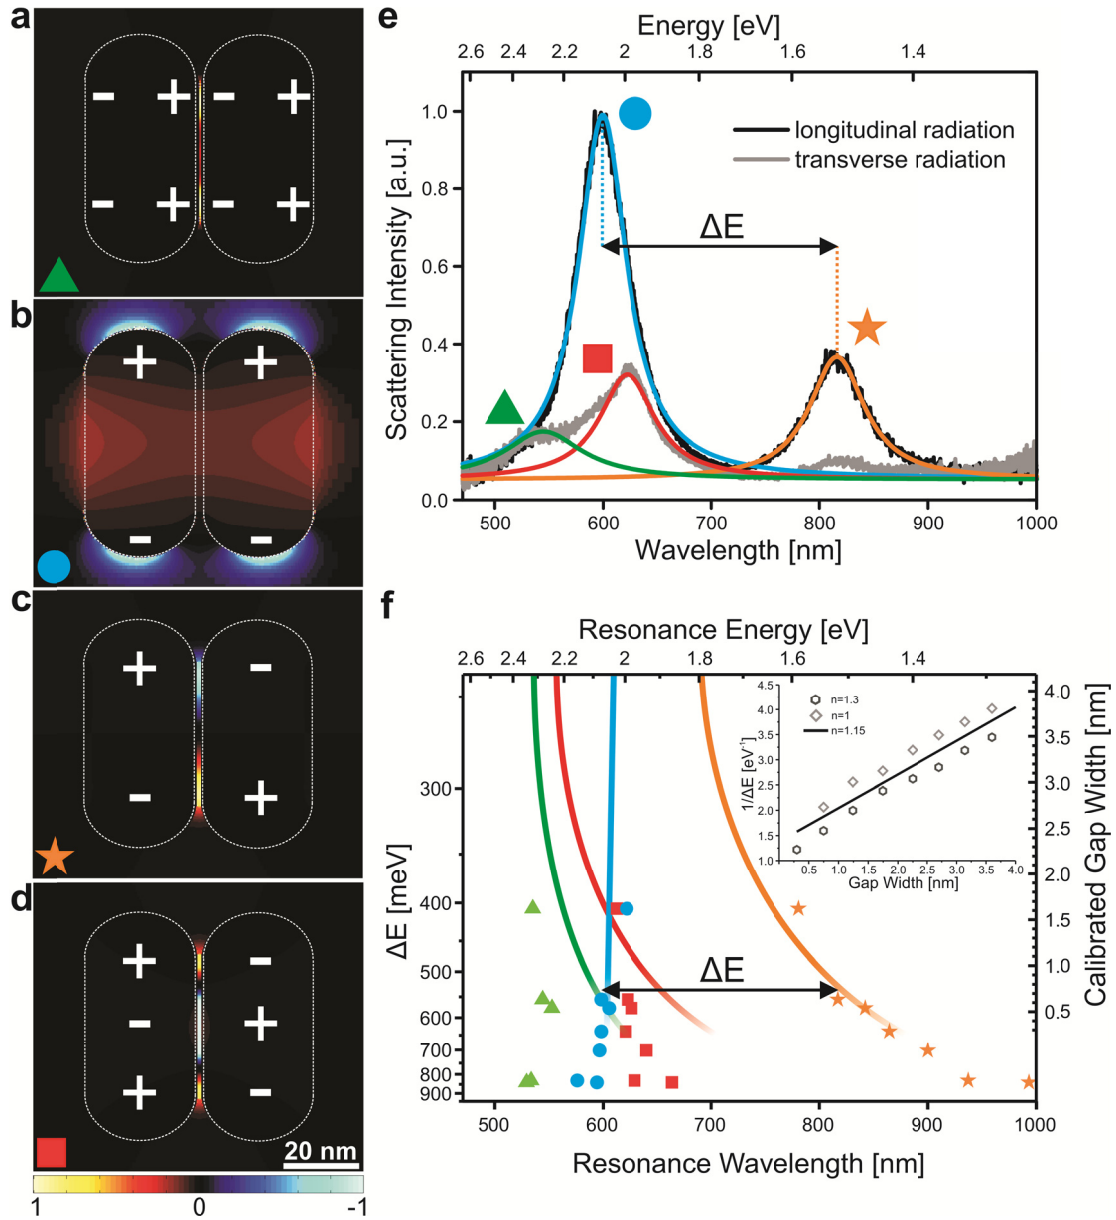 a
- + - +
- + - +
b
+ +
- -
c
+ -
- +
d
+ -
- +
+ -
20 nm
1 0 -1
e
Energy [eV]
2.6 2.4 2.2 2 1.8 1.6 1.4
Scattering Intensity [a.u.]
1.0
0.8
0.6
0.4
0.2
0.0
longitudinal radiation
transverse radiation
ΔE
500 600 700 800 900 1000
Wavelength [nm]
f
Resonance Energy [eV]
2.6 2.4 2.2 2 1.8 1.6 1.4
ΔE [meV]
300
400
500
600
700
800
900
Calibrated Gap Width [nm]
4.0
3.5
3.0
2.5
2.0
1.5
1.0
0.5
1/ΔE [eV⁻¹]
4.5
4.0
3.5
3.0
2.5
2.0
1.5
1.0
n=1.3
n=1
n=1.15
0.5 1.0 1.5 2.0 2.5 3.0 3.5 4.0
Gap Width [nm]
ΔE
500 600 700 800 900 1000
Resonance Wavelength [nm]